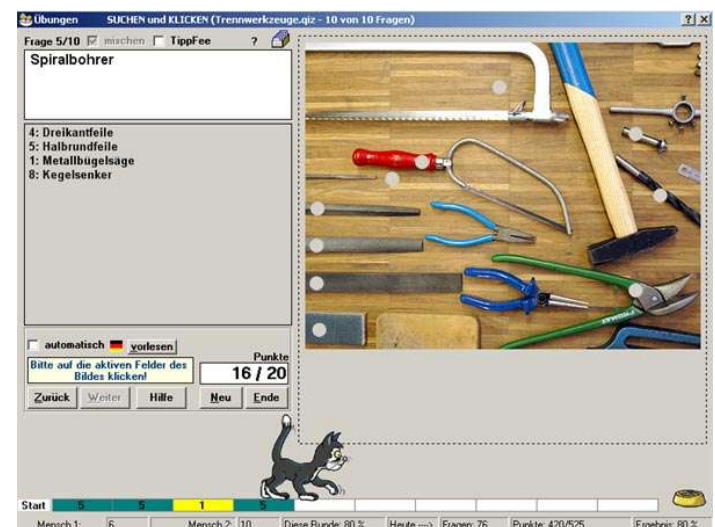 Übungen SUCHEN und KLICKEN (Trennwerkzeuge.qiz - 10 von 10 Fragen) ? X
Frage 5/10 mischen TippFee ?
Spiralbohrer
4: Dreikantfeile
5: Halbrundfeile
1: Metallbügelsäge
8: Kegelsenker
automatisch vorlesen
Punkte
Bitte auf die aktiven Felder des
Bildes klicken!
16 / 20
Zurück Weiter Hilfe Neu Ende
Start 5 5 1 5
Mensch 1: 6 Mensch 2: 10 Diese Runde: 80 % Heute ---> Fragen: 76 Punkte: 420/525 Ergebnis: 80 %